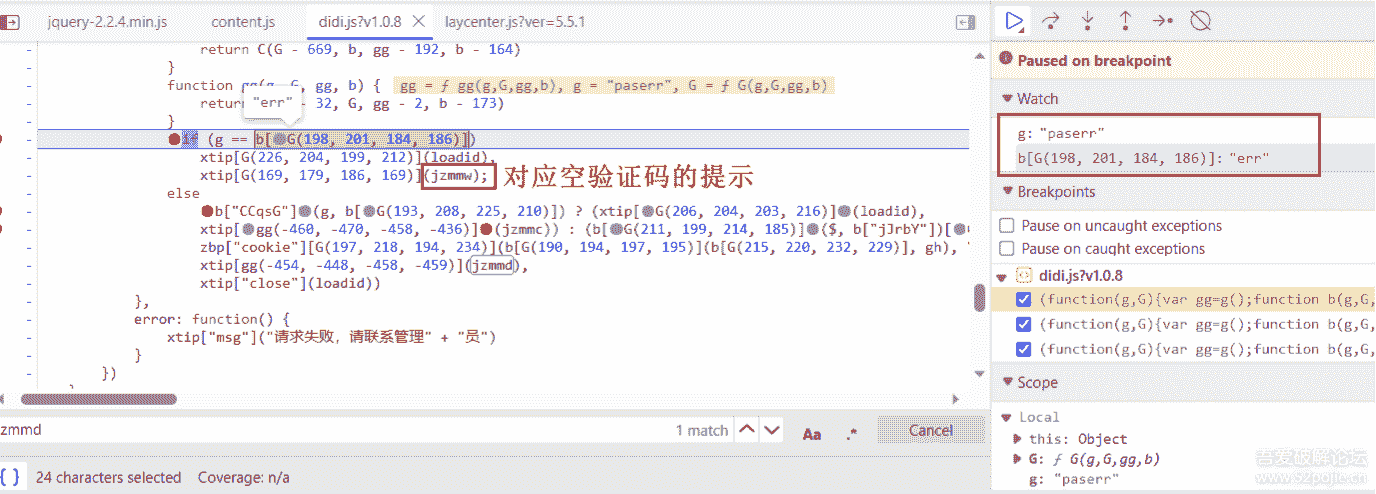 jquery-2.2.4.min.js content.js didi.js?v1.0.8 laycenter.js?ver=5.5.1
return C(G - 669, b, gg - 192, b - 164)
}
function gg(g, G, gg, b) { gg = ƒ gg(g,G,gg,b), g = "paserr", G = ƒ G(g,G,gg,b)
"err"
return - 32, G, gg - 2, b - 173)
}
if (g == b[G(198, 201, 184, 186)])
xtip[G(226, 204, 199, 212)](loadid),
xtip[G(169, 179, 186, 169)](jzmmw); 对应空验证码的提示
else
b["CCqsG"](g, b[G(193, 208, 225, 210)]) ? (xtip[G(206, 204, 203, 216)](loadid),
xtip[gg(-460, -470, -458, -436)](jzmmc)) : (b[G(211, 199, 214, 185)]($, b["jJrbY"])[
zbp["cookie"][G(197, 218, 194, 234)](b[G(190, 194, 197, 195)](b[G(215, 220, 232, 229)], gh),
xtip[gg(-454, -448, -458, -459)](jzmmd),
xtip["close"](loadid))
},
error: function() {
xtip["msg"]("请求失败，请联系管理" + "员")
}
})
zmmd 1 match Aa .* Cancel
{ } 24 characters selected Coverage: n/a
Paused on breakpoint
Watch
g: "paserr"
b[G(198, 201, 184, 186)]: "err"
Breakpoints
Pause on uncaught exceptions
Pause on caught exceptions
didi.js?v1.0.8
(function(g,G){var gg=g();function b(g,G,
(function(g,G){var gg=g();function b(g,G,
(function(g,G){var gg=g();function b(g,G,
Scope
Local
this: Object
G: ƒ G(g,G,gg,b)
g: "paserr"
吾爱破解论坛
www.52pojie.cn